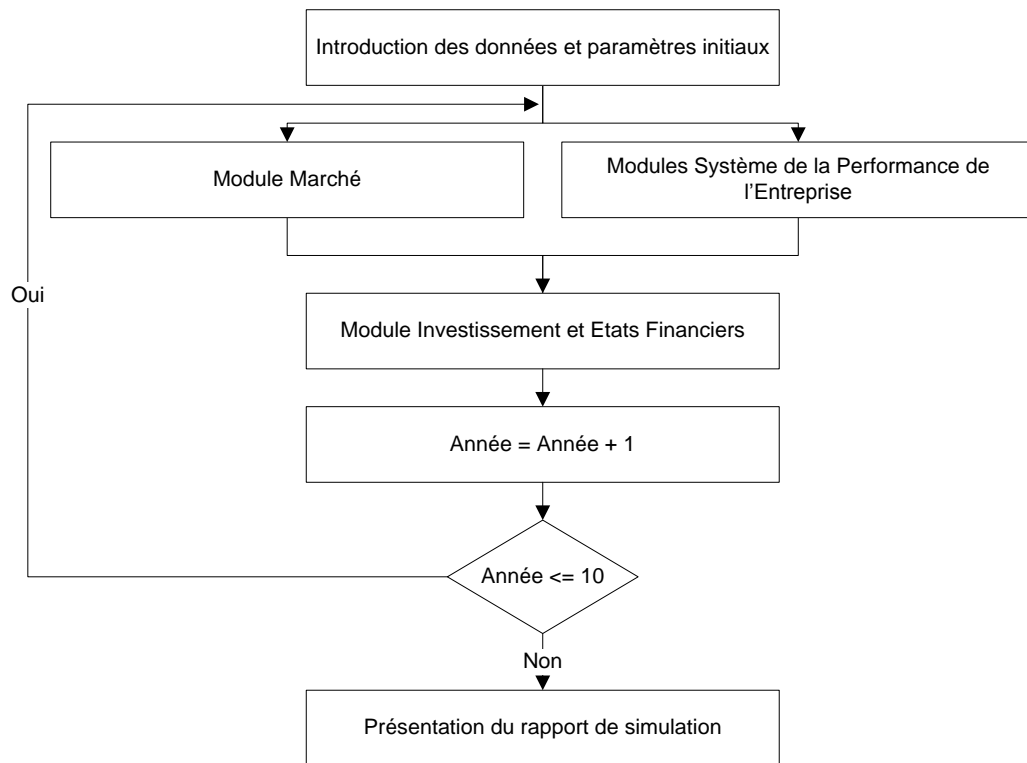 Introduction des données et paramètres initiaux
Module Marché
Modules Système de la Performance de
l'Entreprise
Oui
Module Investissement et Etats Financiers
Année = Année + 1
Année <= 10
Non
Présentation du rapport de simulation